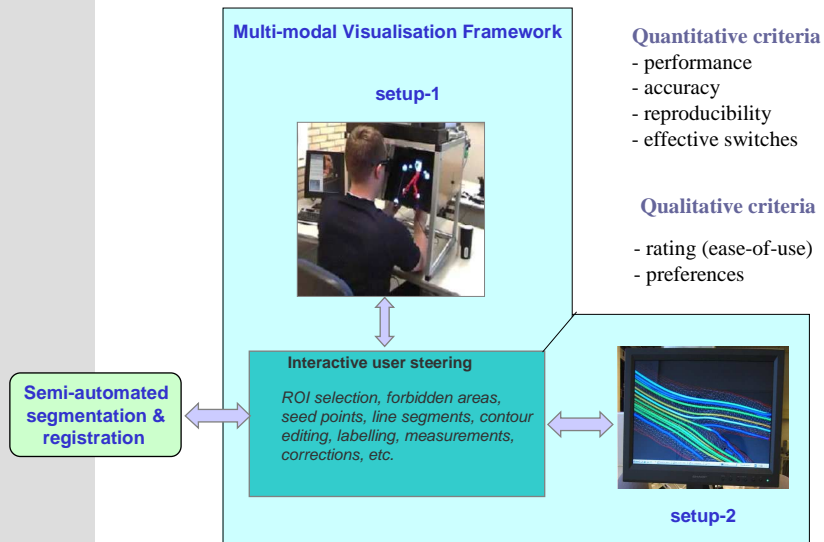 Multi-modal Visualisation Framework
setup-1
Quantitative criteria
- performance
- accuracy
- reproducibility
- effective switches
Qualitative criteria
- rating (ease-of-use)
- preferences
Interactive user steering
ROI selection, forbidden areas,
seed points, line segments, contour
editing, labelling, measurements,
corrections, etc.
Semi-automated
segmentation &
registration
setup-2